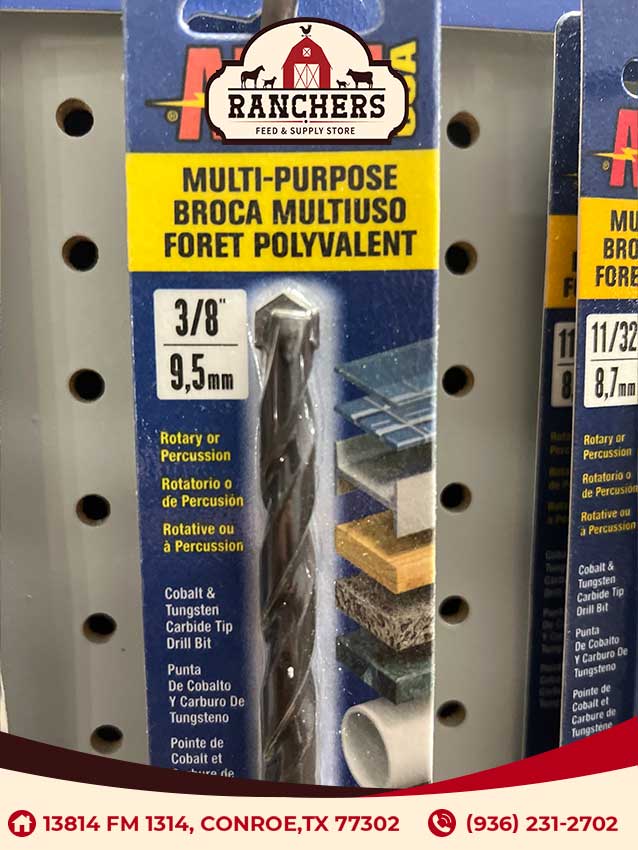 RANCHERS
FEED & SUPPLY STORE
USA
MULTI-PURPOSE
BROCA MULTIUSO
FORET POLYVALENT
3/8"
9,5mm
Rotary or
Percussion
Rotatorio o
de Percusión
Rotative ou
à Percussion
Cobalt &
Tungsten
Carbide Tip
Drill Bit
Punta
De Cobalto
Y Carburo De
Tungsteno
Pointe de
Cobalt et
Carbure de
11/32
8,7mm
Rotary or
Percussion
Rotatorio o
de Percusión
Rotative ou
à Percussion
Cobalt &
Tungsten
Carbide Tip
Drill Bit
Punta
De Cobalto
Y Carburo De
Tungsteno
Pointe de
Cobalt et
Carbure de
Tungstène
13814 FM 1314, CONROE,TX 77302
(936) 231-2702